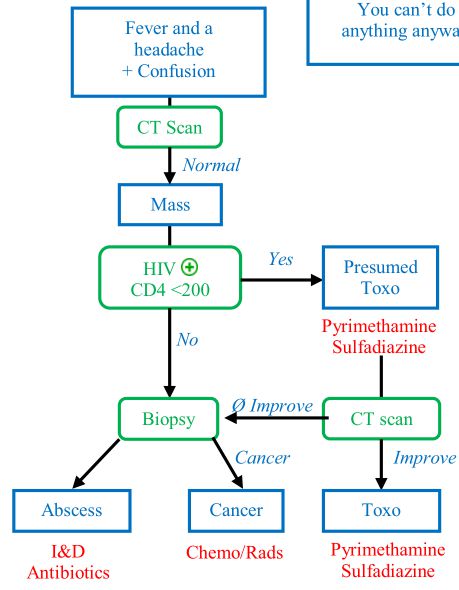 You can't do
anything anywa
Fever and a
headache
+ Confusion
CT Scan
Normal
Mass
HIV ⊕
CD4 <200
Yes
Presumed
Toxo
Pyrimethamine
Sulfadiazine
No
Biopsy
Ø Improve
CT scan
Cancer
Improve
Abscess
Cancer
Toxo
I&D
Antibiotics
Chemo/Rads
Pyrimethamine
Sulfadiazine